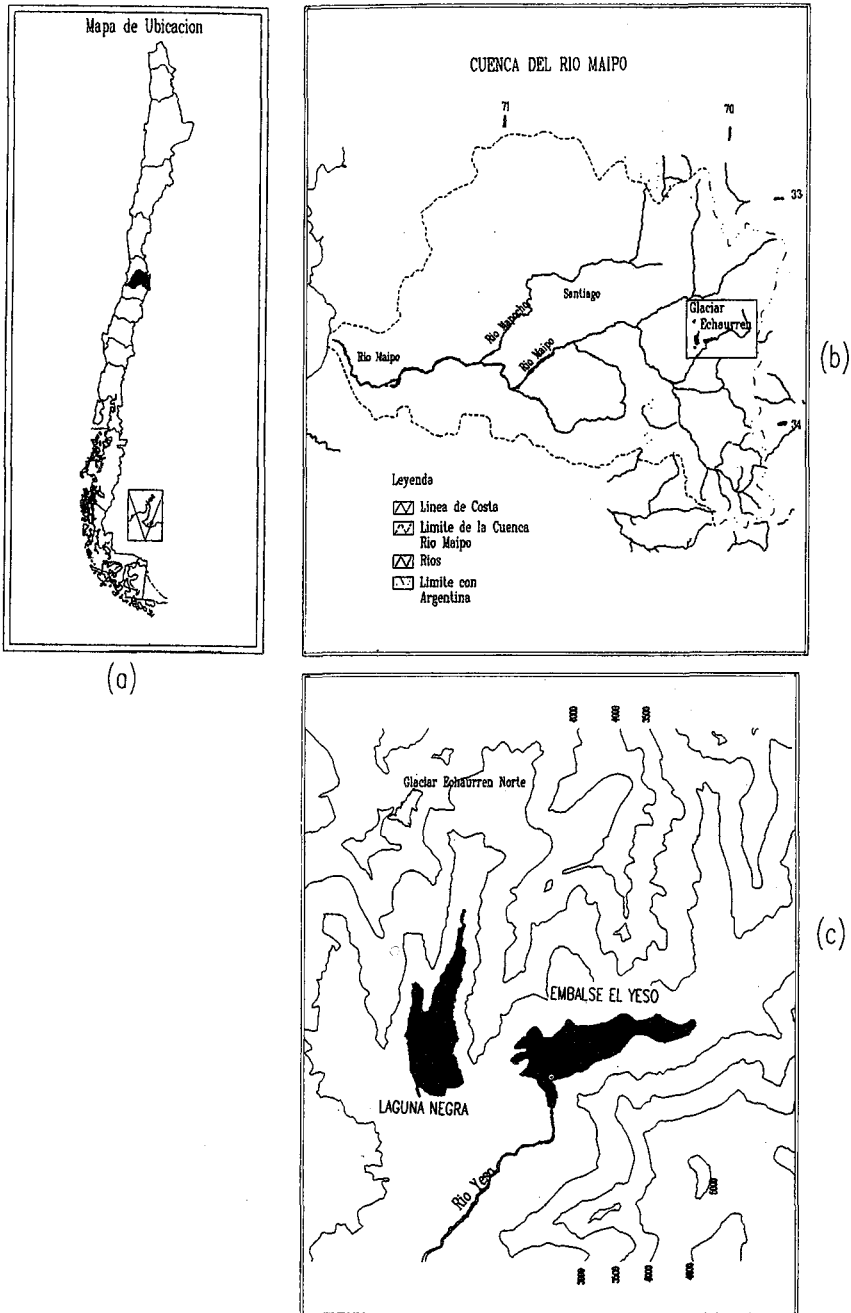 Mapa de Ubicacion
(a)
CUENCA DEL RIO MAIPO
71
70
33
Santiago
Rio Mapocho
Glaciar
Echaurren
Rio Maipo
Rio Maipo
34
(b)
Leyenda
Linea de Costa
Limite de la Cuenca
Rio Maipo
Rios
Limite con
Argentina
4000
4000
3500
Glaciar Echaurren Norte
(c)
EMBALSE EL YESO
LAGUNA NEGRA
Rio Yeso
5000
3500
4000